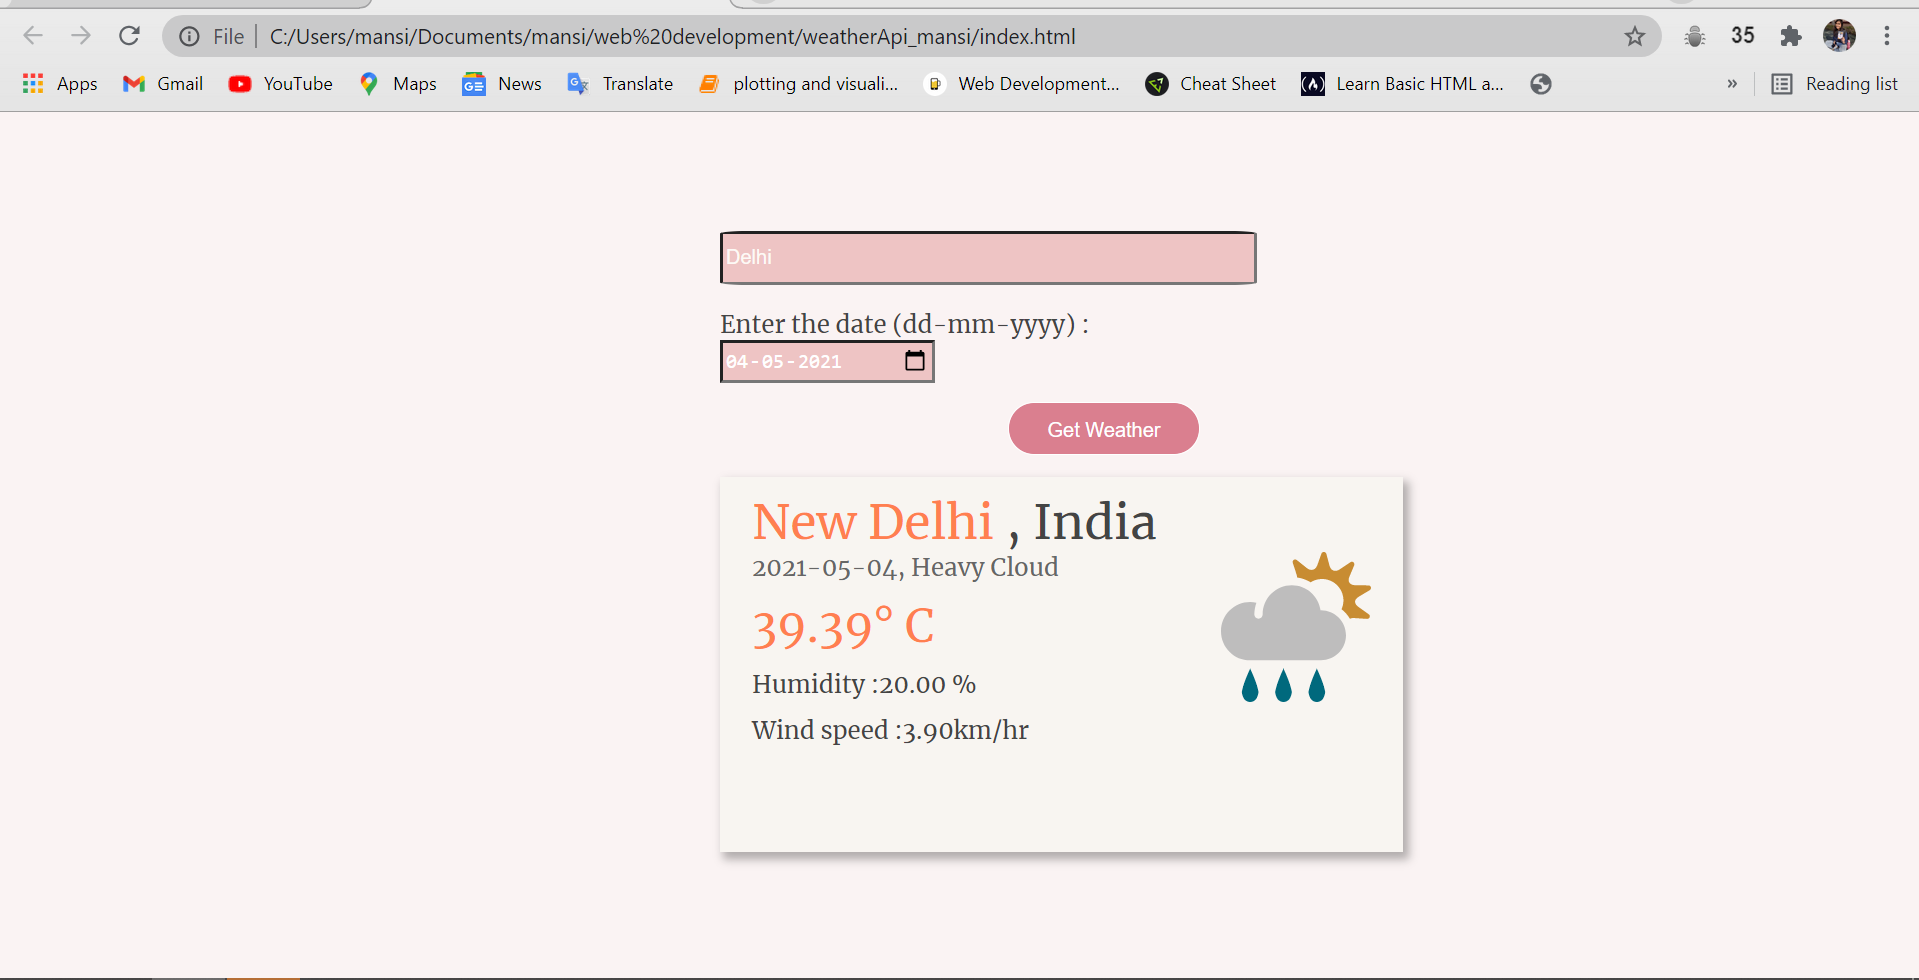 File C:/Users/mansi/Documents/mansi/web%20development/weatherApi_mansi/index.html 35
Apps Gmail YouTube Maps News Translate plotting and visuali... Web Development... Cheat Sheet Learn Basic HTML a... » Reading list
Delhi
Enter the date (dd-mm-yyyy) :
04-05-2021
Get Weather
New Delhi , India
2021-05-04, Heavy Cloud
39.39° C
Humidity :20.00 %
Wind speed :3.90km/hr